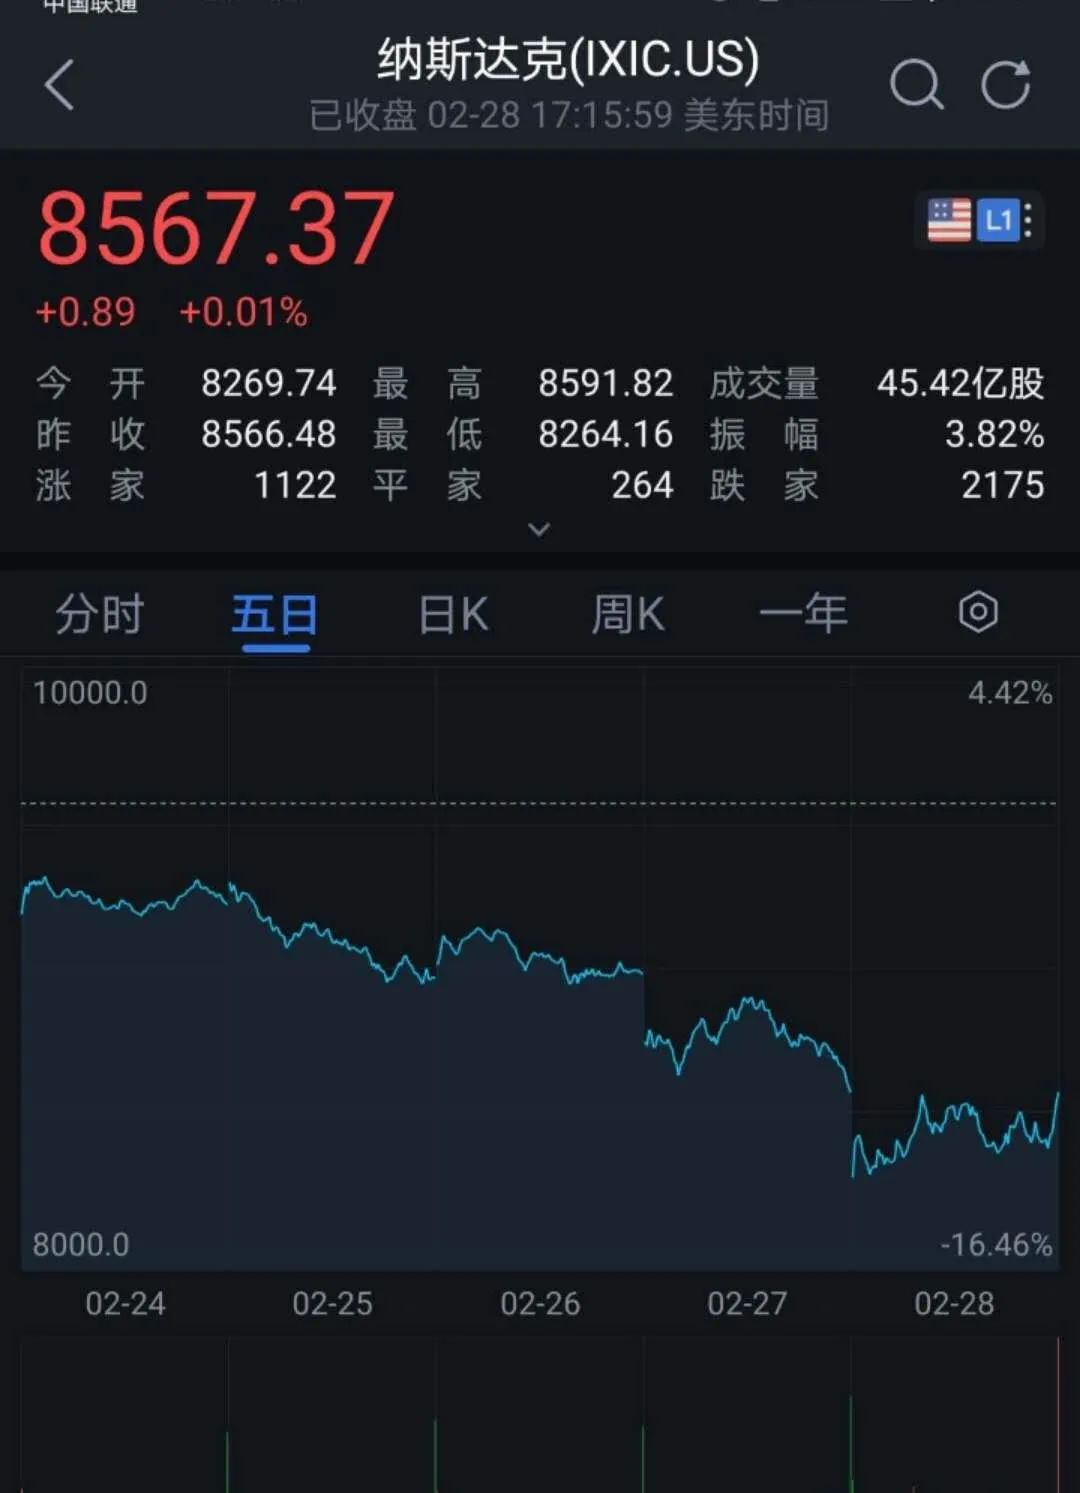 中国联通
纳斯达克(IXIC.US)
已收盘 02-28 17:15:59 美东时间
8567.37
L1
+0.89 +0.01%
今开 8269.74 最高 8591.82 成交量 45.42亿股
昨收 8566.48 最低 8264.16 振幅 3.82%
涨家 1122 平家 264 跌家 2175
分时 五日 日K 周K 一年
10000.0 4.42%
8000.0 -16.46%
02-24 02-25 02-26 02-27 02-28